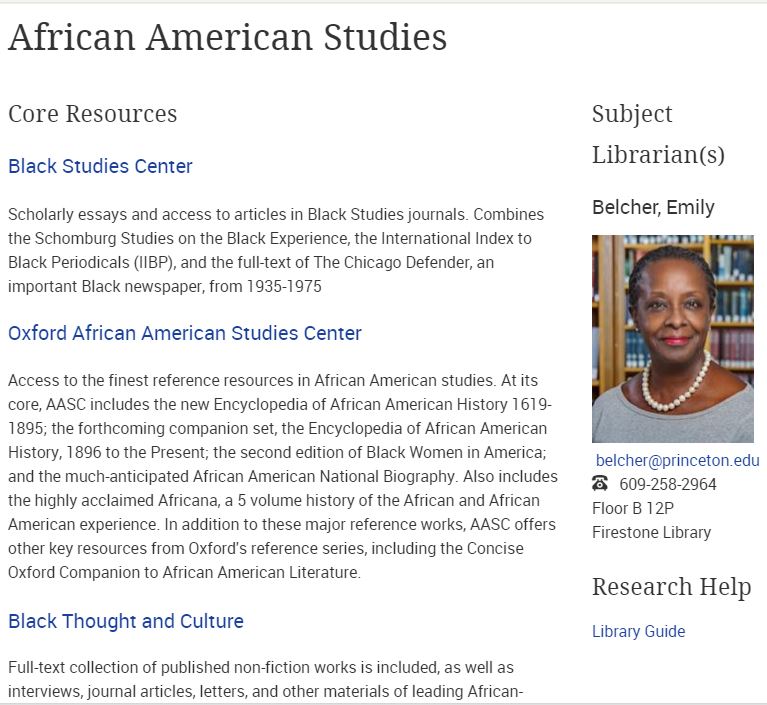 African American Studies
Core Resources
Black Studies Center
Scholarly essays and access to articles in Black Studies journals. Combines
the Schomburg Studies on the Black Experience, the International Index to
Black Periodicals (IIBP), and the full-text of The Chicago Defender, an
important Black newspaper, from 1935-1975
Oxford African American Studies Center
Access to the finest reference resources in African American studies. At its
core, AASC includes the new Encyclopedia of African American History 1619-
1895; the forthcoming companion set, the Encyclopedia of African American
History, 1896 to the Present; the second edition of Black Women in America;
and the much-anticipated African American National Biography. Also includes
the highly acclaimed Africana, a 5 volume history of the African and African
American experience. In addition to these major reference works, AASC offers
other key resources from Oxford's reference series, including the Concise
Oxford Companion to African American Literature.
Black Thought and Culture
Full-text collection of published non-fiction works is included, as well as
interviews, journal articles, letters, and other materials of leading African-
Subject
Librarian(s)
Belcher, Emily
belcher@princeton.edu
609-258-2964
Floor B 12P
Firestone Library
Research Help
Library Guide